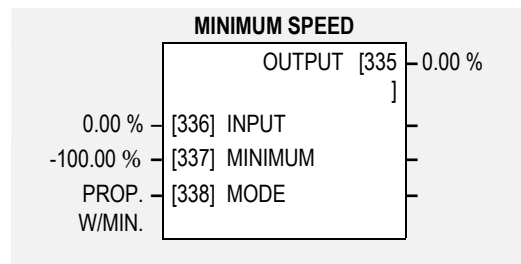 MINIMUM SPEED
OUTPUT [335 0.00 %
]
0.00 % [336] INPUT
-100.00 % [337] MINIMUM
PROP. [338] MODE
W/MIN.